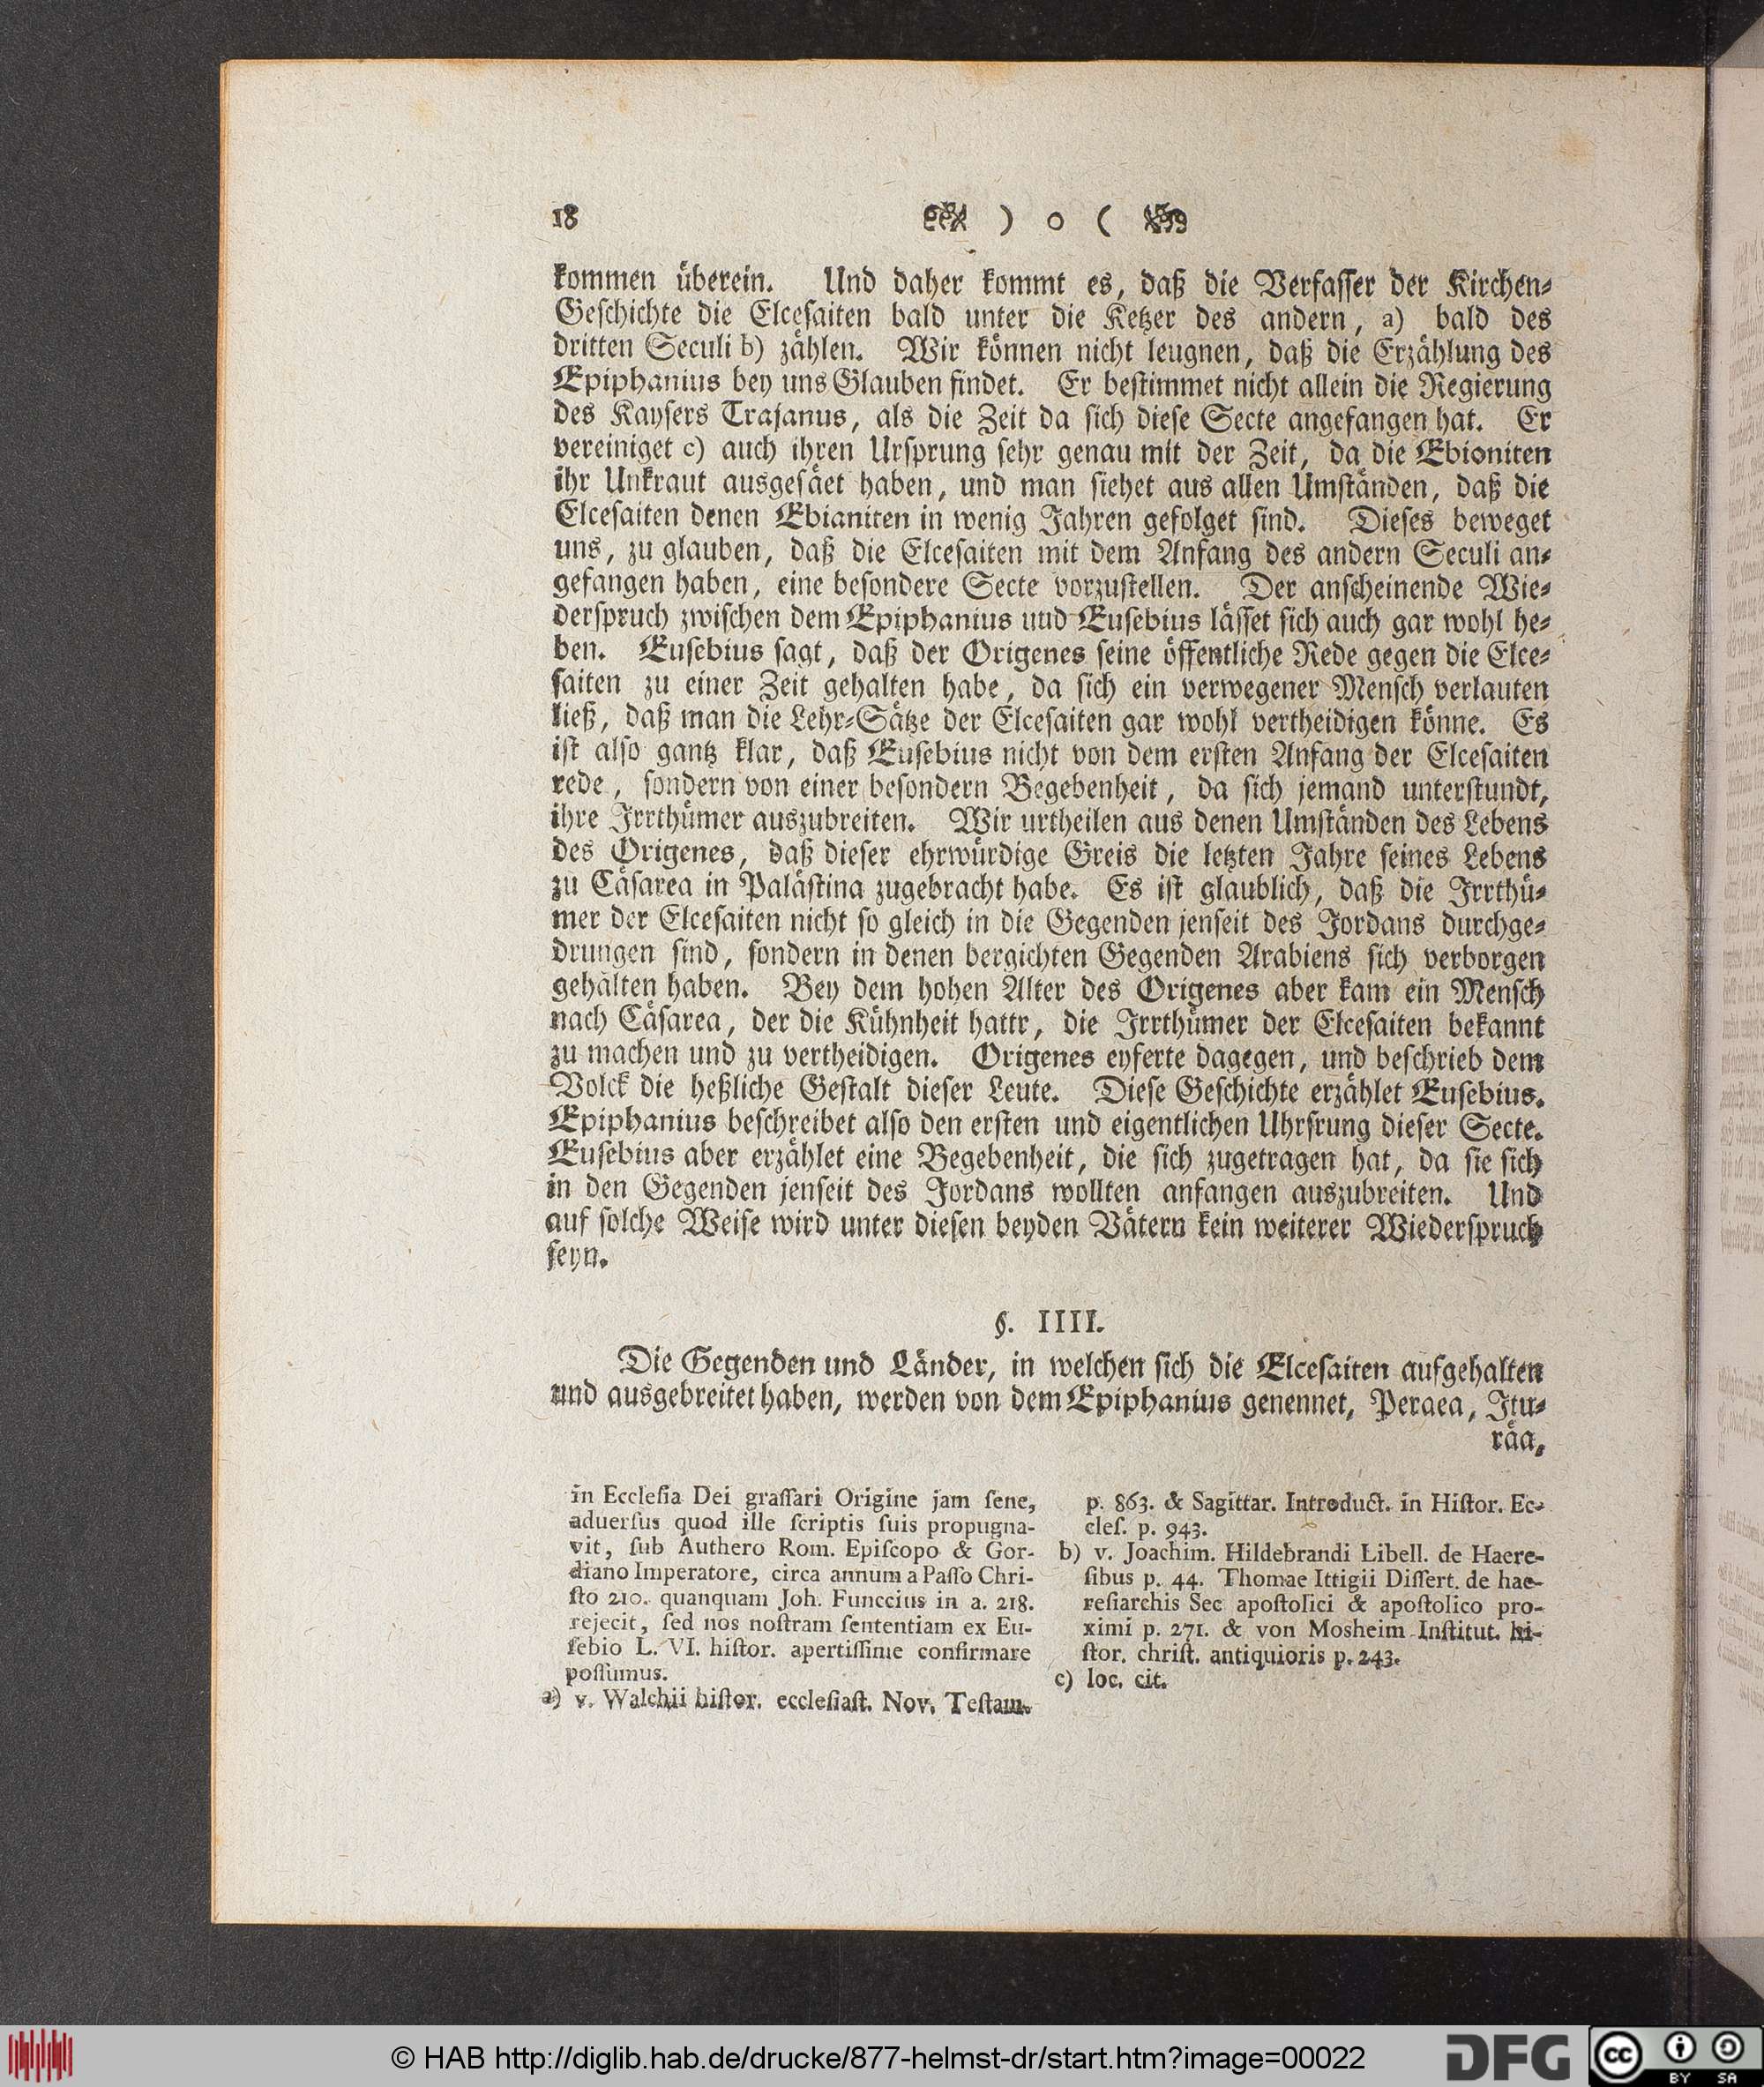 18 ) o (
kommen überein. Und daher kommt es, daß die Verfasser der Kirchen-
Geschichte die Elcesaiten bald unter die Ketzer des andern, a) bald des
dritten Seculi b) zählen. Wir können nicht leugnen, daß die Erzählung des
Epiphanius bey uns Glauben findet. Er bestimmet nicht allein die Regierung
des Kaysers Trajanus, als die Zeit da sich diese Secte angefangen hat. Er
vereiniget c) auch ihren Ursprung sehr genau mit der Zeit, da die Ebioniten
ihr Unkraut ausgesäet haben, und man siehet aus allen Umständen, daß die
Elcesaiten denen Ebianiten in wenig Jahren gefolget sind. Dieses beweget
uns, zu glauben, daß die Elcesaiten mit dem Anfang des andern Seculi an-
gefangen haben, eine besondere Secte vorzustellen. Der anscheinende Wie-
derspruch zwischen dem Epiphanius und Eusebius lässet sich auch gar wohl he-
ben. Eusebius sagt, daß der Origenes seine öffentliche Rede gegen die Elce-
saiten zu einer Zeit gehalten habe, da sich ein verwegener Mensch verlauten
ließ, daß man die Lehr-Sätze der Elcesaiten gar wohl vertheidigen könne. Es
ist also gantz klar, daß Eusebius nicht von dem ersten Anfang der Elcesaiten
rede, sondern von einer besondern Begebenheit, da sich jemand unterstundt,
ihre Irrthümer auszubreiten. Wir urtheilen aus denen Umständen des Lebens
des Origenes, daß dieser ehrwürdige Greis die letzten Jahre seines Lebens
zu Cäsarea in Palästina zugebracht habe. Es ist glaublich, daß die Irrthü-
mer der Elcesaiten nicht so gleich in die Gegenden jenseit des Jordans durchge-
drungen sind, sondern in denen bergichten Gegenden Arabiens sich verborgen
gehalten haben. Bey dem hohen Alter des Origenes aber kam ein Mensch
nach Cäsarea, der die Kühnheit hattr, die Irrthümer der Elcesaiten bekannt
zu machen und zu vertheidigen. Origenes eyferte dagegen, und beschrieb dem
Volck die heßliche Gestalt dieser Leute. Diese Geschichte erzählet Eusebius.
Epiphanius beschreibet also den ersten und eigentlichen Uhrsrung dieser Secte.
Eusebius aber erzählet eine Begebenheit, die sich zugetragen hat, da sie sich
in den Gegenden jenseit des Jordans wollten anfangen auszubreiten. Und
auf solche Weise wird unter diesen beyden Vätern kein weiterer Wiederspruch
seyn.
§. IIII.
Die Gegenden und Länder, in welchen sich die Elcesaiten aufgehalten
und ausgebreitet haben, werden von dem Epiphanius genennet, Peraea, Itu-
räa,
in Ecclesia Dei grassari Origine jam sene,
aduersus quod ille scriptis suis propugna-
vit, sub Authero Rom. Episcopo & Gor-
diano Imperatore, circa annum a Passo Chri-
sto 210. quanquam Joh. Funccius in a. 218.
rejecit, sed nos nostram sententiam ex Eu-
sebio L. VI. histor. apertissime confirmare
possumus.
a) v. Walchii histor. ecclesiast. Nov. Testam.
p. 863. & Sagittar. Introduct. in Histor. Ec-
cles. p. 943.
b) v. Joachim. Hildebrandi Libell. de Haere-
sibus p. 44. Thomae Ittigii Dissert. de hae-
resiarchis Sec apostolici & apostolico pro-
ximi p. 271. & von Mosheim Institut. hi-
stor. christ. antiquioris p. 243.
c) loc. cit.
© HAB http://diglib.hab.de/drucke/877-helmst-dr/start.htm?image=00022
DFG
cc BY SA